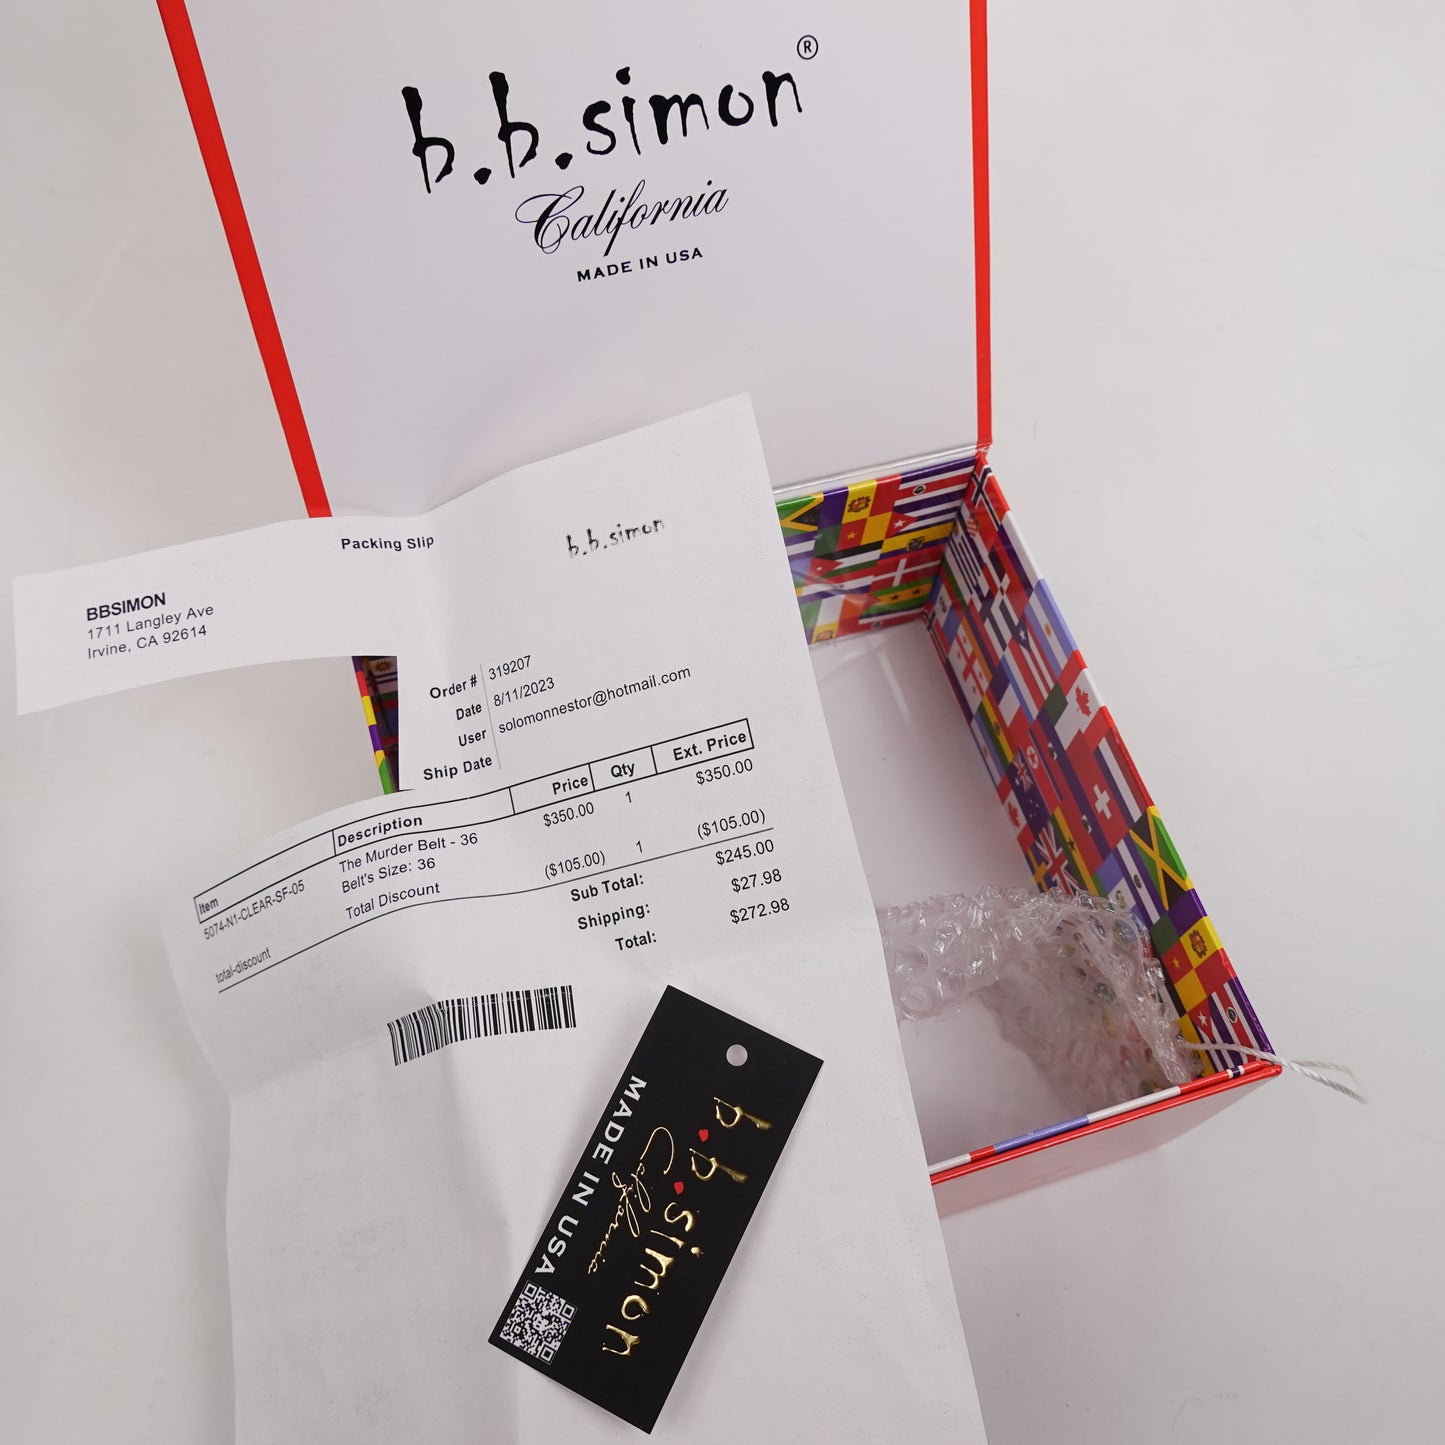 b.b.simon®
California
MADE IN USA
Packing Slip
b.b.simon
BBSIMON
1711 Langley Ave
Irvine, CA 92614
Order # 319207
Date 8/11/2023
User solomonnestor@hotmail.com
Ship Date
Item Description Price Qty Ext. Price
5074-N1-CLEAR-SF-05 The Murder Belt - 36 $350.00 1 $350.00
Belt's Size: 36
total-discount Total Discount ($105.00) 1 ($105.00)
Sub Total: $245.00
Shipping: $27.98
Total: $272.98
b.b.simon
California
MADE IN USA